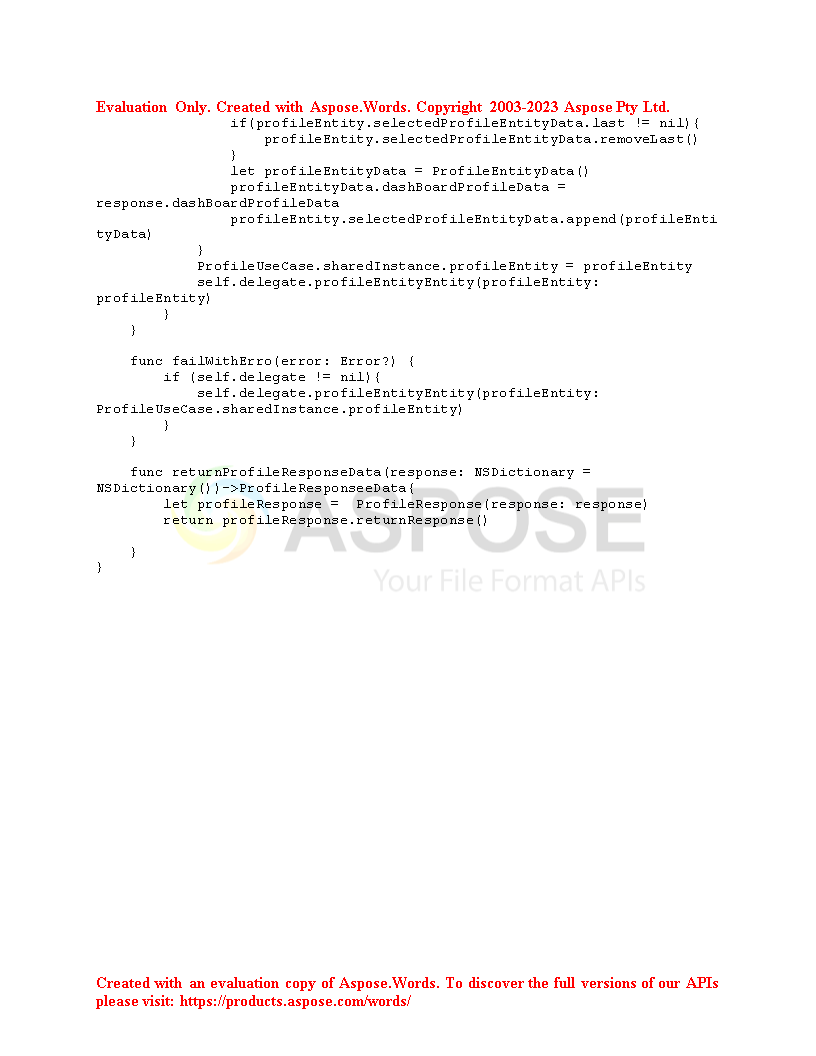 Evaluation Only. Created with Aspose.Words. Copyright 2003-2023 Aspose Pty Ltd.
                if(profileEntity.selectedProfileEntityData.last != nil){
                    profileEntity.selectedProfileEntityData.removeLast()
                }
                let profileEntityData = ProfileEntityData()
                profileEntityData.dashBoardProfileData =
response.dashBoardProfileData
                profileEntity.selectedProfileEntityData.append(profileEnti
tyData)
            }
            ProfileUseCase.sharedInstance.profileEntity = profileEntity
            self.delegate.profileEntityEntity(profileEntity:
profileEntity)
        }
    }
    func failWithErro(error: Error?) {
        if (self.delegate != nil){
            self.delegate.profileEntityEntity(profileEntity:
ProfileUseCase.sharedInstance.profileEntity)
        }
    }
    func returnProfileResponseData(response: NSDictionary =
NSDictionary())->ProfileResponseeData{
        let profileResponse =  ProfileResponse(response: response)
        return profileResponse.returnResponse()
    }
}
ASPOSE
Your File Format APIs
Created with an evaluation copy of Aspose.Words. To discover the full versions of our APIs
please visit: https://products.aspose.com/words/